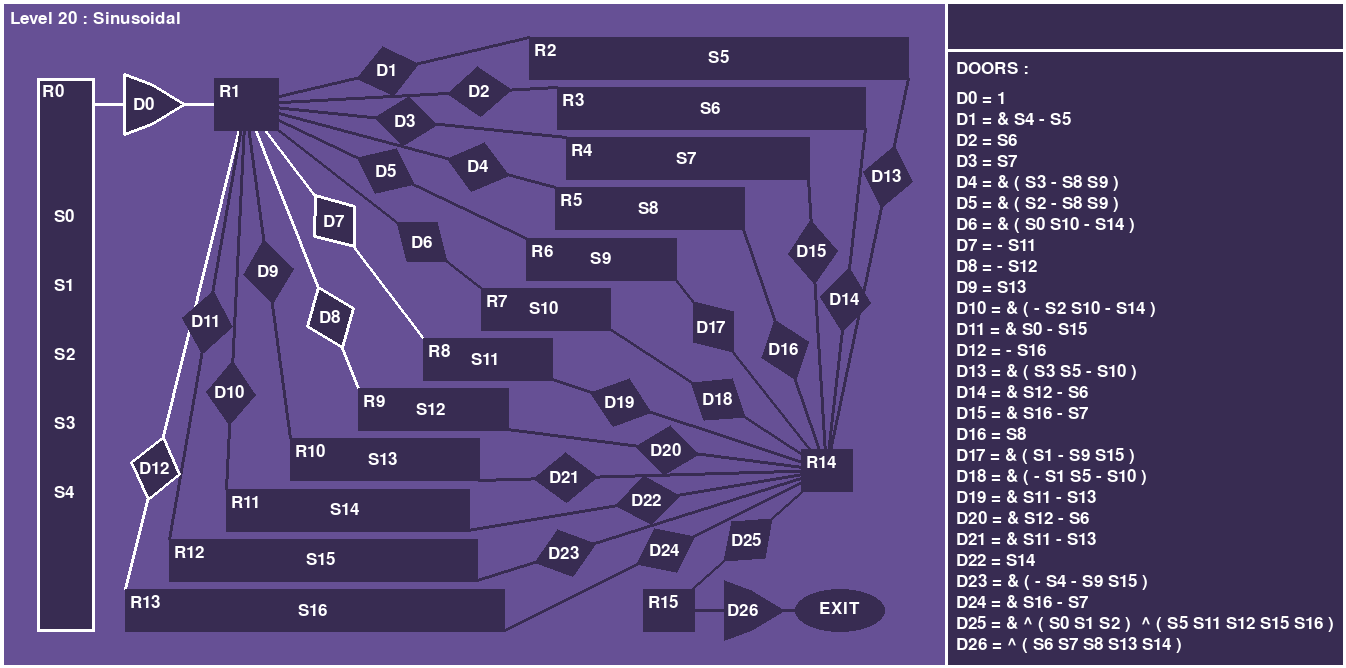 Level 20 : Sinusoidal
R0
D0
R1
D1
R2
S5
D2
R3
S6
D3
R4
S7
D4
R5
S8
D5
R6
S9
D6
R7
S10
D7
R8
S11
D8
R9
S12
D9
R10
S13
D10
R11
S14
D11
R12
S15
D12
R13
S16
S0
S1
S2
S3
S4
D13
D14
D15
D16
D17
D18
D19
D20
D21
D22
D23
D24
D25
R14
R15
D26
EXIT
DOORS :
D0 = 1
D1 = & S4 - S5
D2 = S6
D3 = S7
D4 = & ( S3 - S8 S9 )
D5 = & ( S2 - S8 S9 )
D6 = & ( S0 S10 - S14 )
D7 = - S11
D8 = - S12
D9 = S13
D10 = & ( - S2 S10 - S14 )
D11 = & S0 - S15
D12 = - S16
D13 = & ( S3 S5 - S10 )
D14 = & S12 - S6
D15 = & S16 - S7
D16 = S8
D17 = & ( S1 - S9 S15 )
D18 = & ( - S1 S5 - S10 )
D19 = & S11 - S13
D20 = & S12 - S6
D21 = & S11 - S13
D22 = S14
D23 = & ( - S4 - S9 S15 )
D24 = & S16 - S7
D25 = & ^ ( S0 S1 S2 ) ^ ( S5 S11 S12 S15 S16 )
D26 = ^ ( S6 S7 S8 S13 S14 )